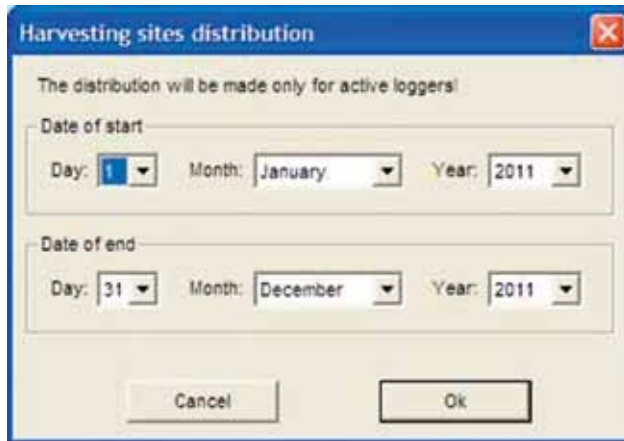 Harvesting sites distribution
The distribution will be made only for active loggers!
Date of start
Day: 1 Month: January Year: 2011
Date of end
Day: 31 Month: December Year: 2011
Cancel Ok